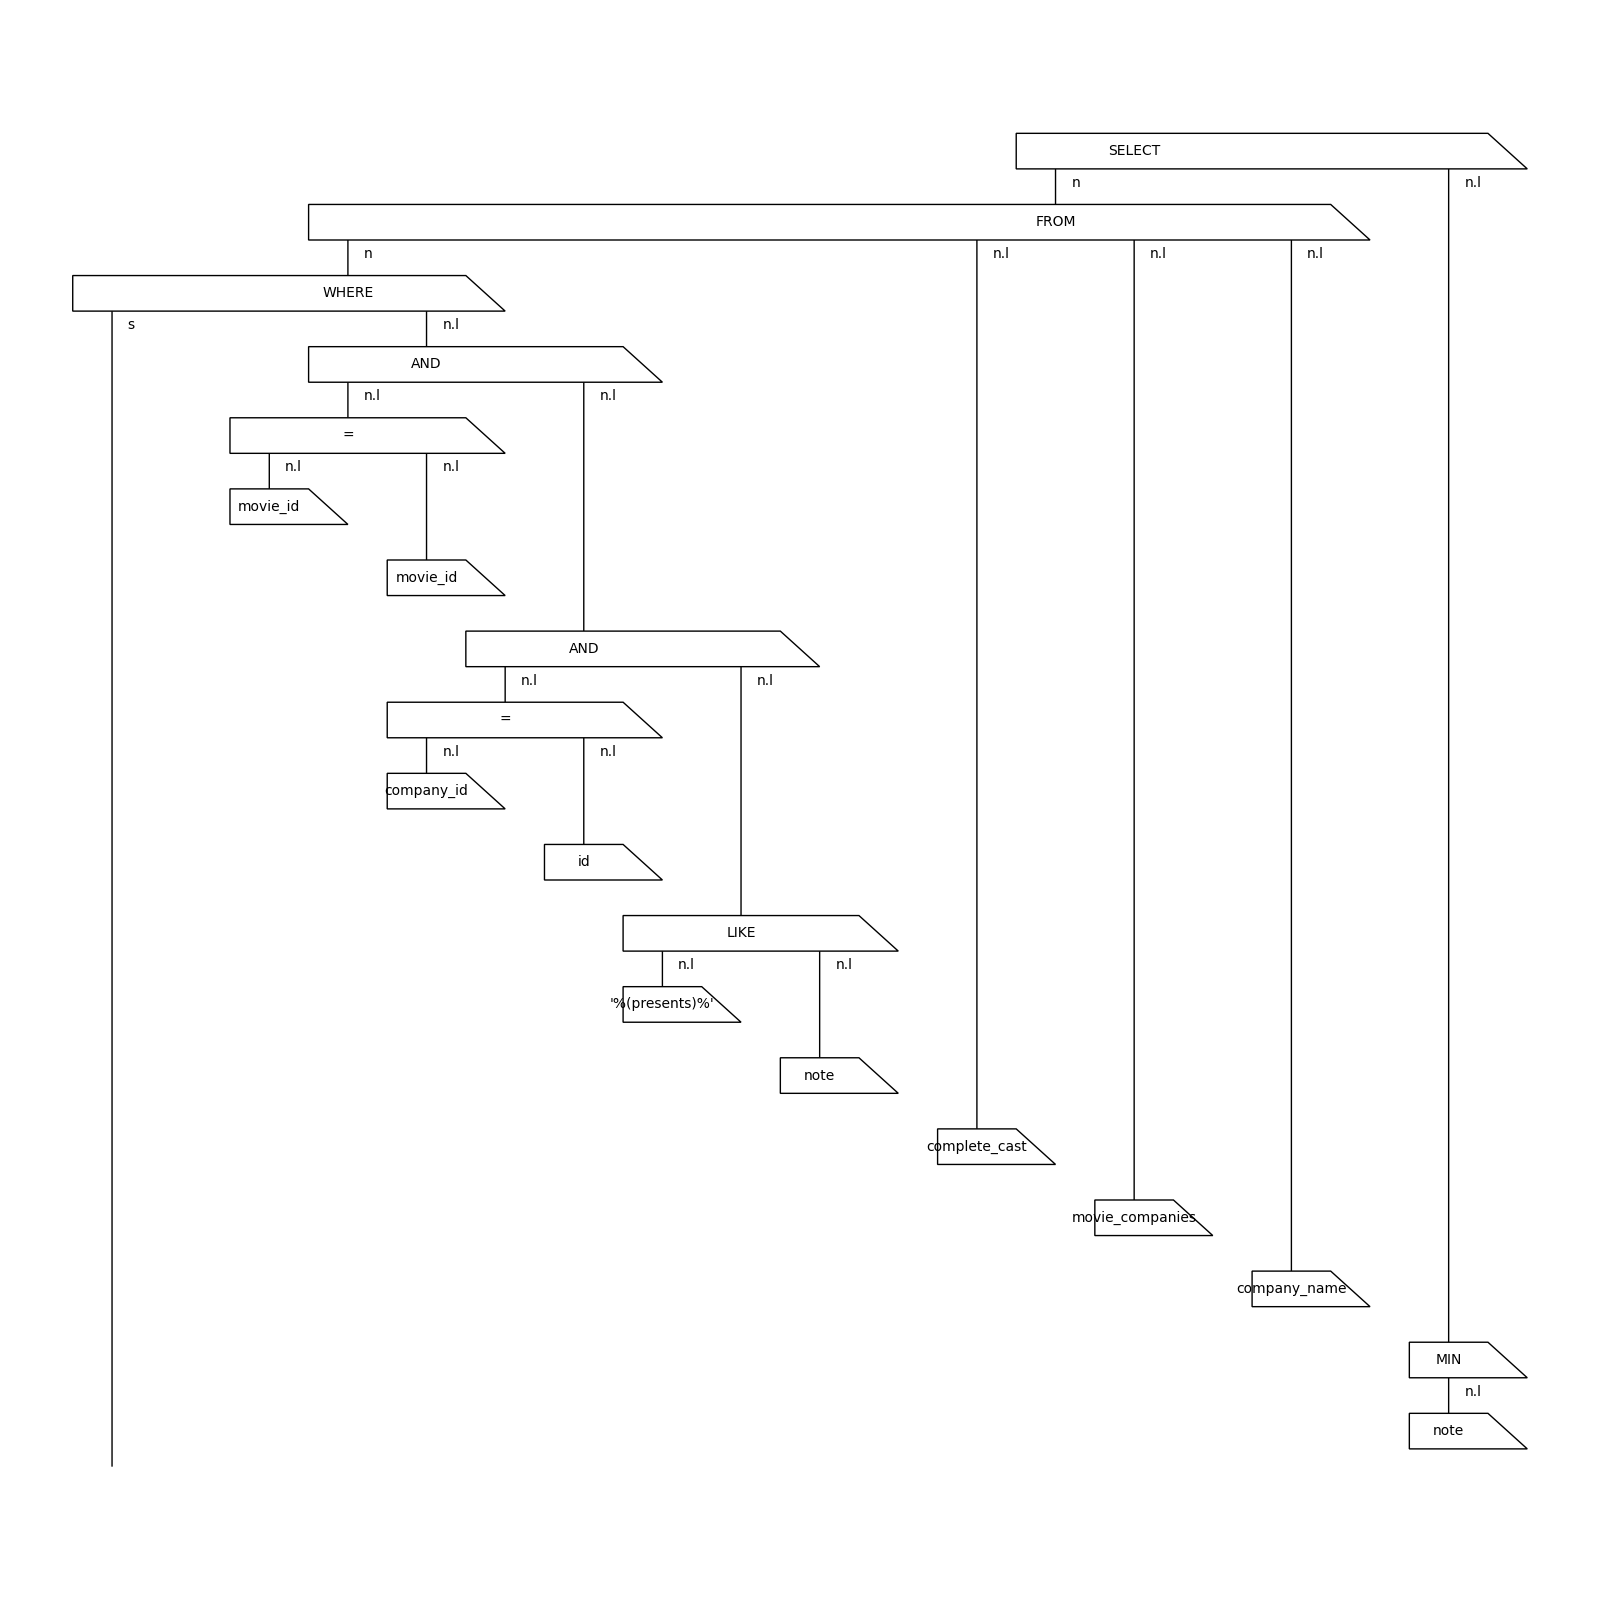 SELECT
n n.l
FROM
n n.l n.l n.l
WHERE
s n.l
AND
n.l n.l
=
n.l n.l
movie_id
movie_id
AND
n.l n.l
=
n.l n.l
company_id
id
LIKE
n.l n.l
'%(presents)%'
note
complete_cast
movie_companies
company_name
MIN
n.l
note